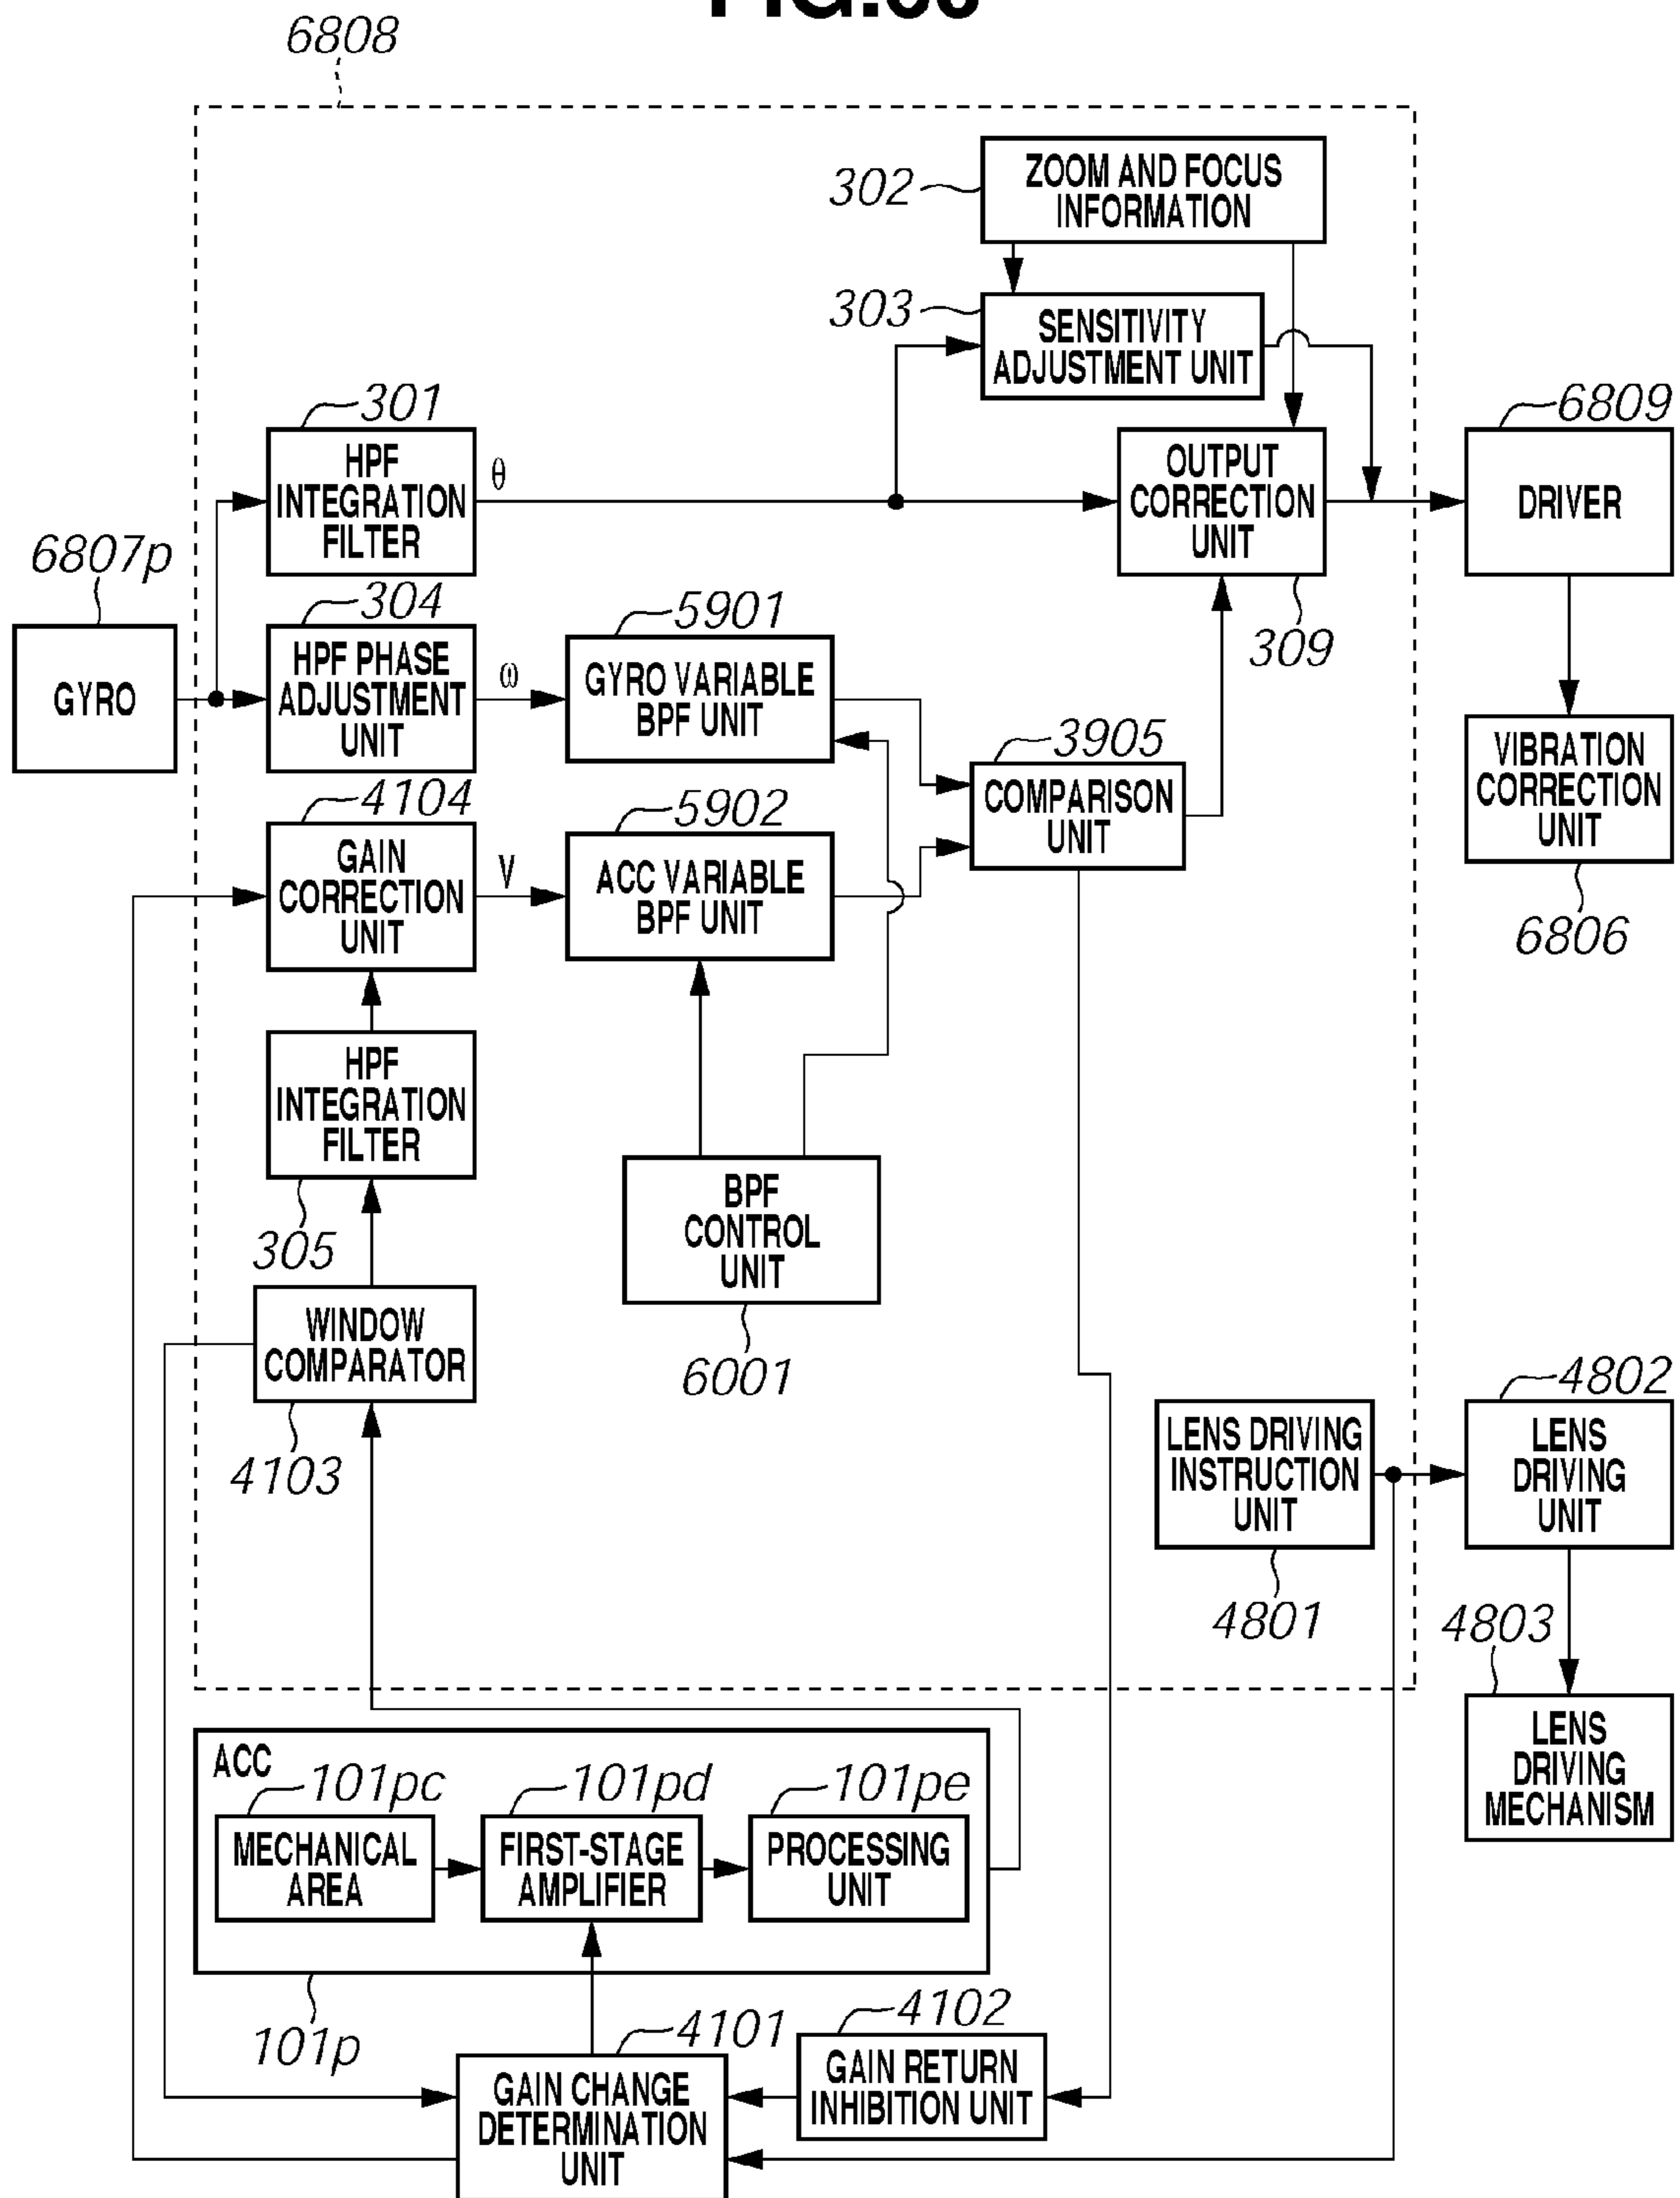 6808
302
ZOOM AND FOCUS
INFORMATION
303
SENSITIVITY
ADJUSTMENT UNIT
301
HPF
INTEGRATION
FILTER
θ
OUTPUT
CORRECTION
UNIT
309
6809
DRIVER
6807p
GYRO
304
HPF PHASE
ADJUSTMENT
UNIT
ω
5901
GYRO VARIABLE
BPF UNIT
3905
COMPARISON
UNIT
VIBRATION
CORRECTION
UNIT
6806
4104
GAIN
CORRECTION
UNIT
V
5902
ACC VARIABLE
BPF UNIT
HPF
INTEGRATION
FILTER
305
BPF
CONTROL
UNIT
6001
WINDOW
COMPARATOR
4103
LENS DRIVING
INSTRUCTION
UNIT
4801
4802
LENS
DRIVING
UNIT
4803
LENS
DRIVING
MECHANISM
ACC
101pc
MECHANICAL
AREA
101pd
FIRST-STAGE
AMPLIFIER
101pe
PROCESSING
UNIT
101p
4101
GAIN CHANGE
DETERMINATION
UNIT
4102
GAIN RETURN
INHIBITION UNIT